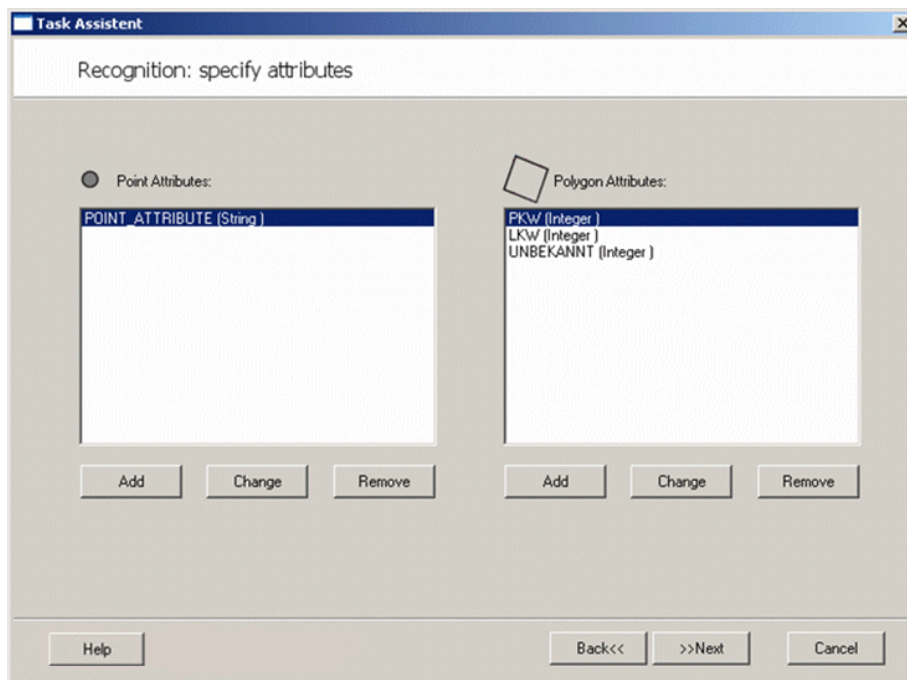 Task Assistent
Recognition: specify attributes
Point Attributes:
POINT_ATTRIBUTE (String )
Add Change Remove
Polygon Attributes:
PKW (Integer )
LKW (Integer )
UNBEKANNT (Integer )
Add Change Remove
Help Back<< >>Next Cancel